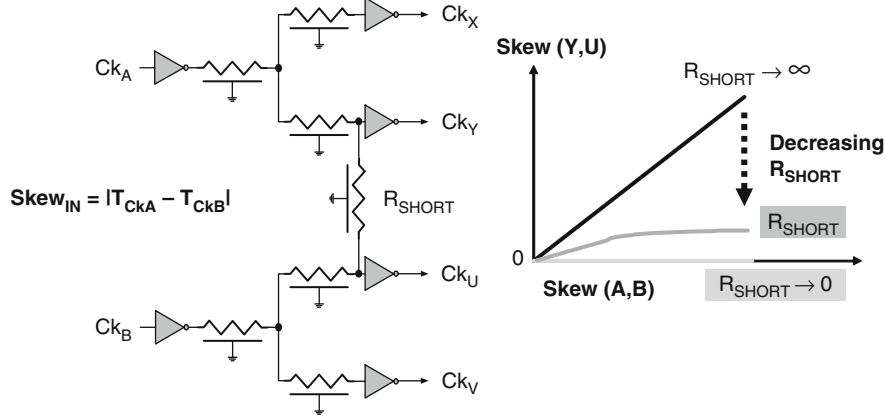 Ck_X
Ck_A
Ck_Y
Skew_IN = |T_CkA − T_CkB|
R_SHORT
Ck_U
Ck_B
Ck_V
Skew (Y,U)
R_SHORT → ∞
Decreasing
R_SHORT
R_SHORT
0
Skew (A,B)
R_SHORT → 0